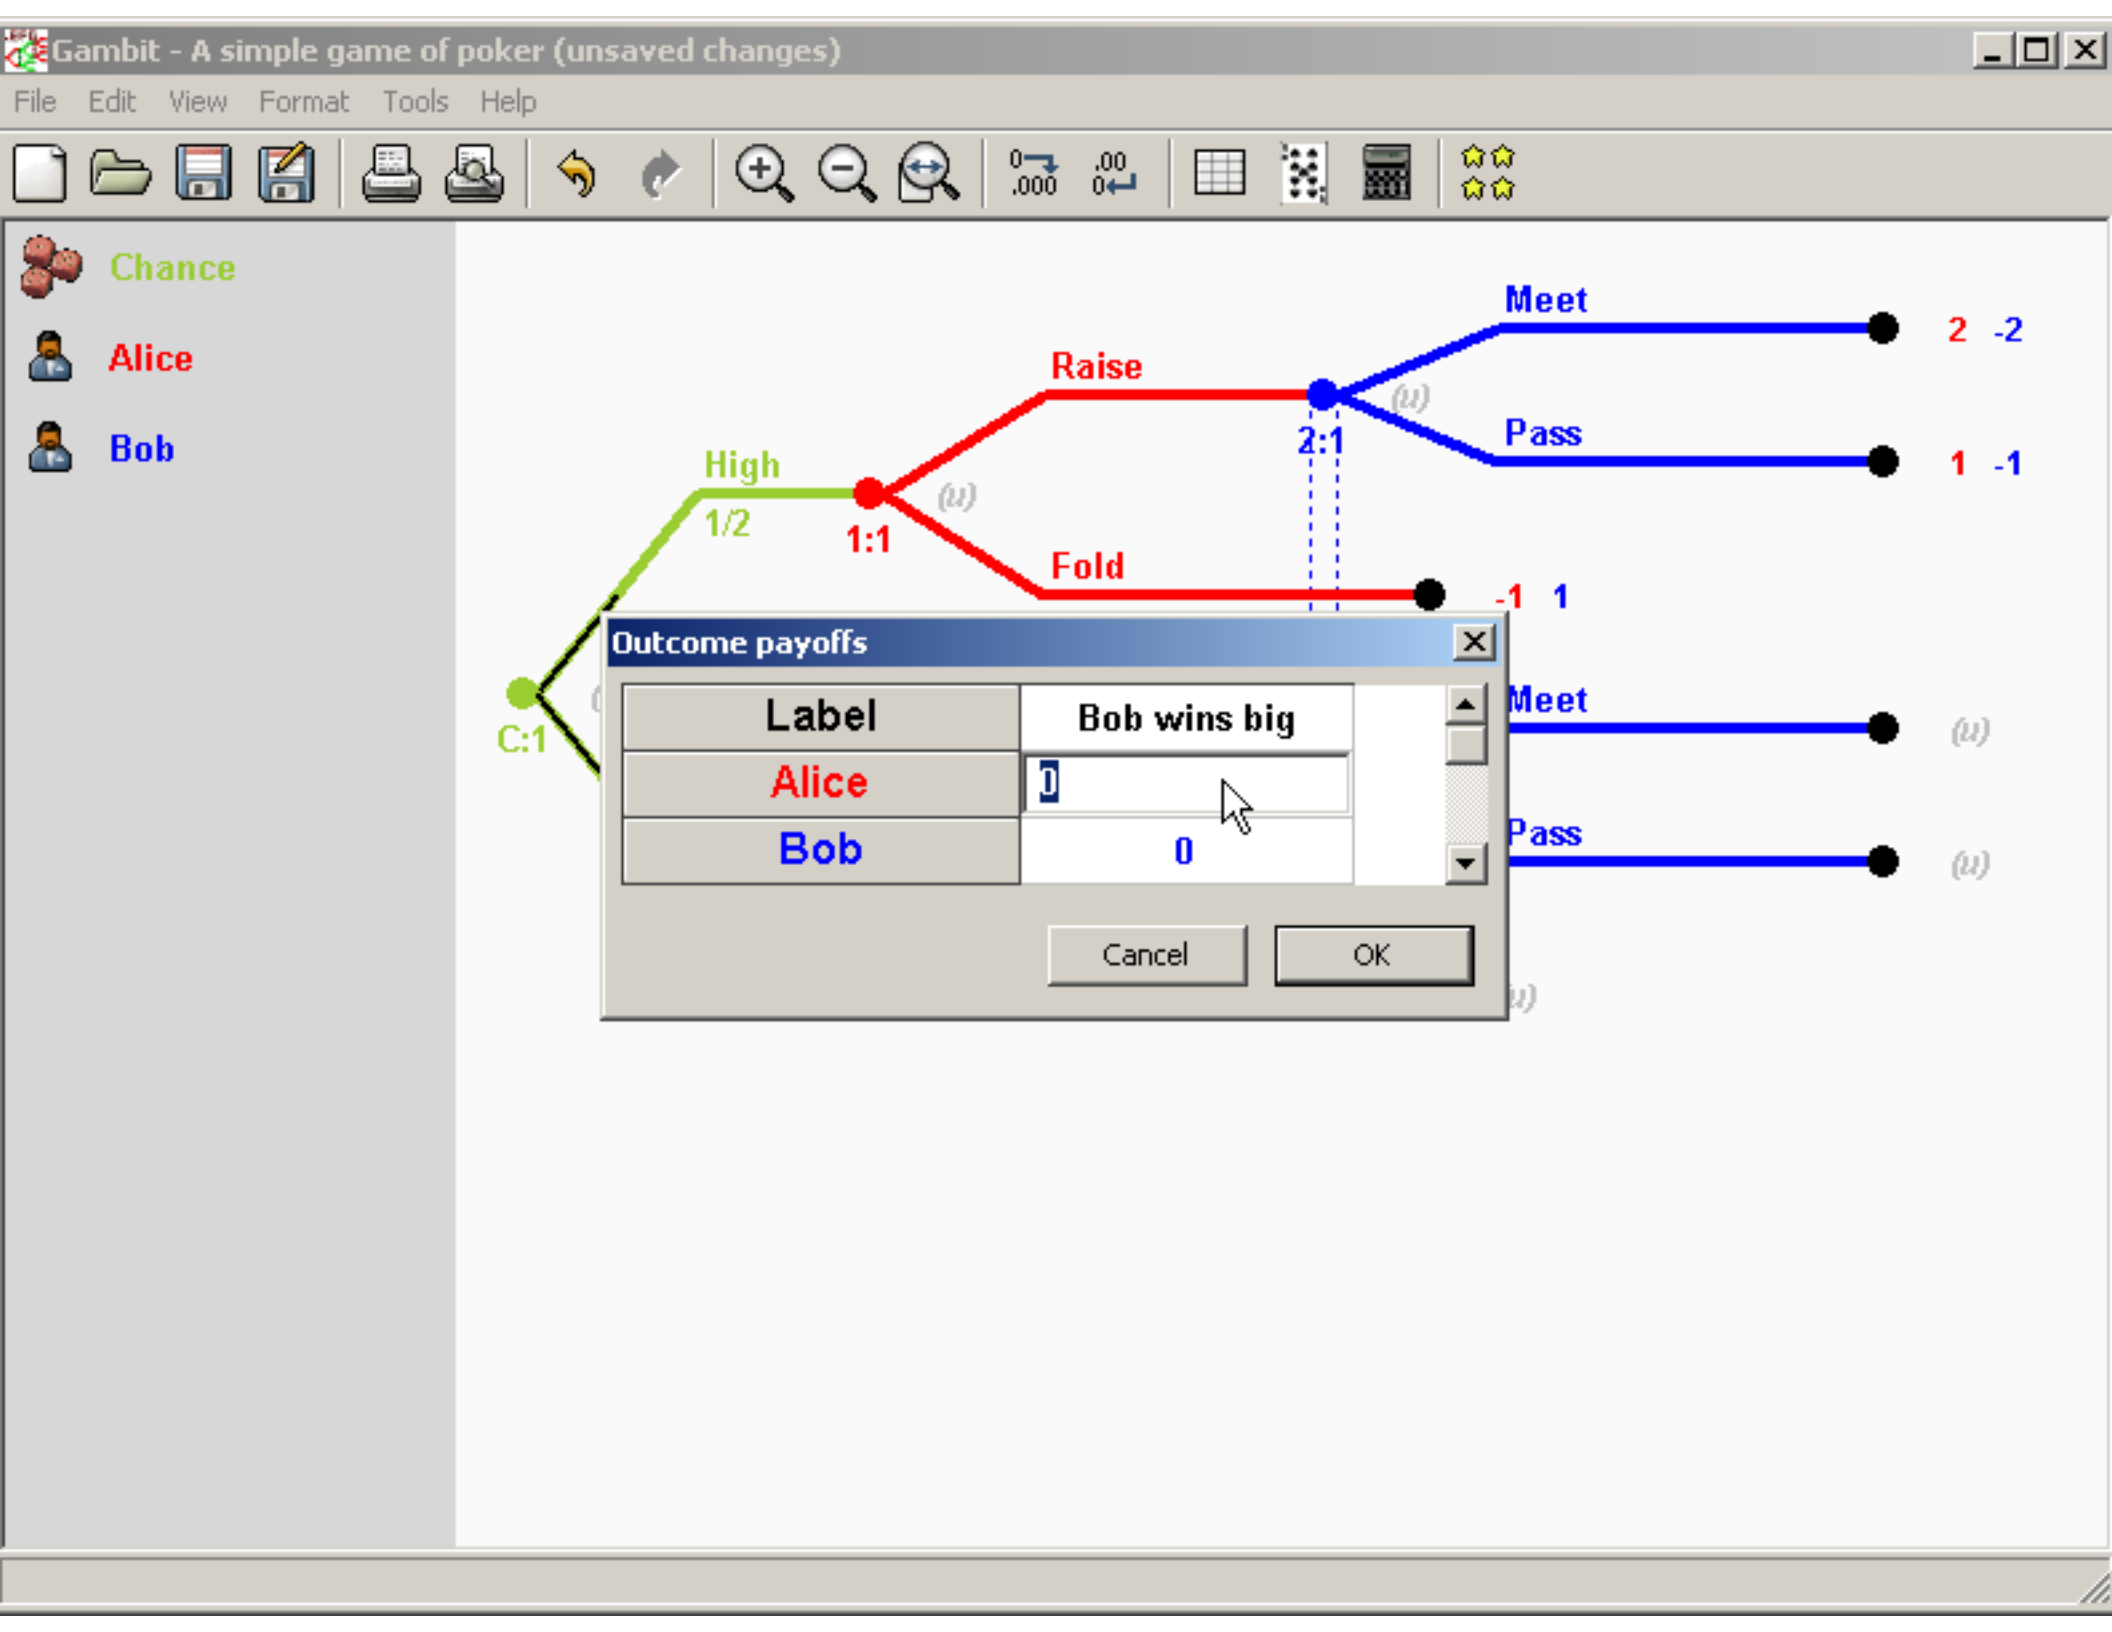 Gambit - A simple game of poker (unsaved changes)
File Edit View Format Tools Help
0 .000 .00 0
Chance
Alice
Bob
Meet
2 -2
Raise
(u)
2:1
Pass
1 -1
High
1/2
(u)
1:1
Fold
-1 1
Outcome payoffs
Label Bob wins big
Alice 0
Bob 0
Cancel OK
C:1
Meet
(u)
Pass
(u)
u)